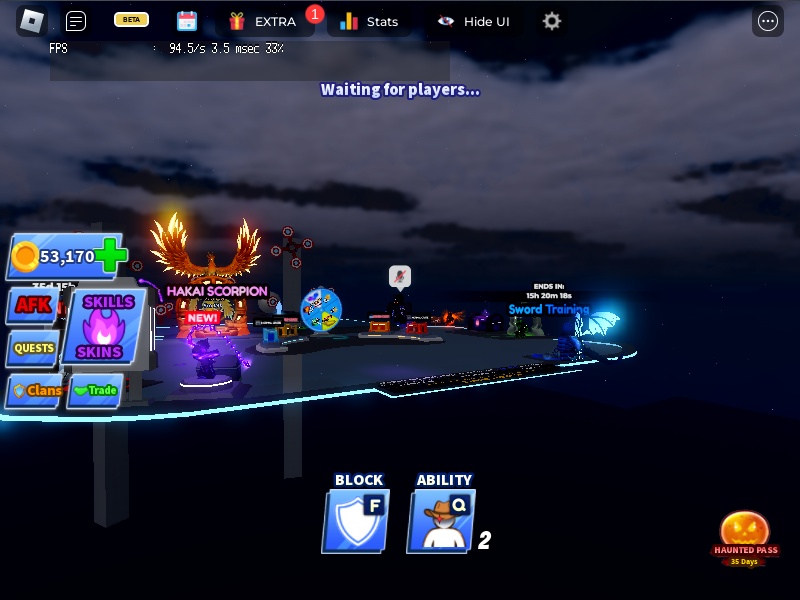 BETA
EXTRA
1
Stats
Hide UI
FPS : 94.5/s 3.5 msec 33%
Waiting for players...
53,170
HAKAI SCORPION
NEW!
ENDS IN:
15h 20m 18s
Sword Training
AFK
SKILLS
SKINS
QUESTS
Clans
Trade
BLOCK
F
ABILITY
Q
2
HAUNTED PASS
35 Days